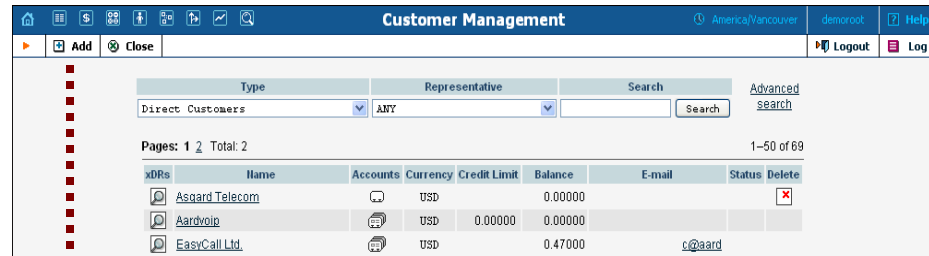 Customer Management
America/Vancouver
demoroot
? Help
Add
Close
Logout
Log
Type
Representative
Search
Advanced search
Direct Customers
ANY
Search
Pages: 1 2 Total: 2
1–50 of 69
xDRs Name Accounts Currency Credit Limit Balance E-mail Status Delete
Asgard Telecom USD 0.00000
Aardvoip USD 0.00000 0.00000
EasyCall Ltd. USD 0.47000 c@aard